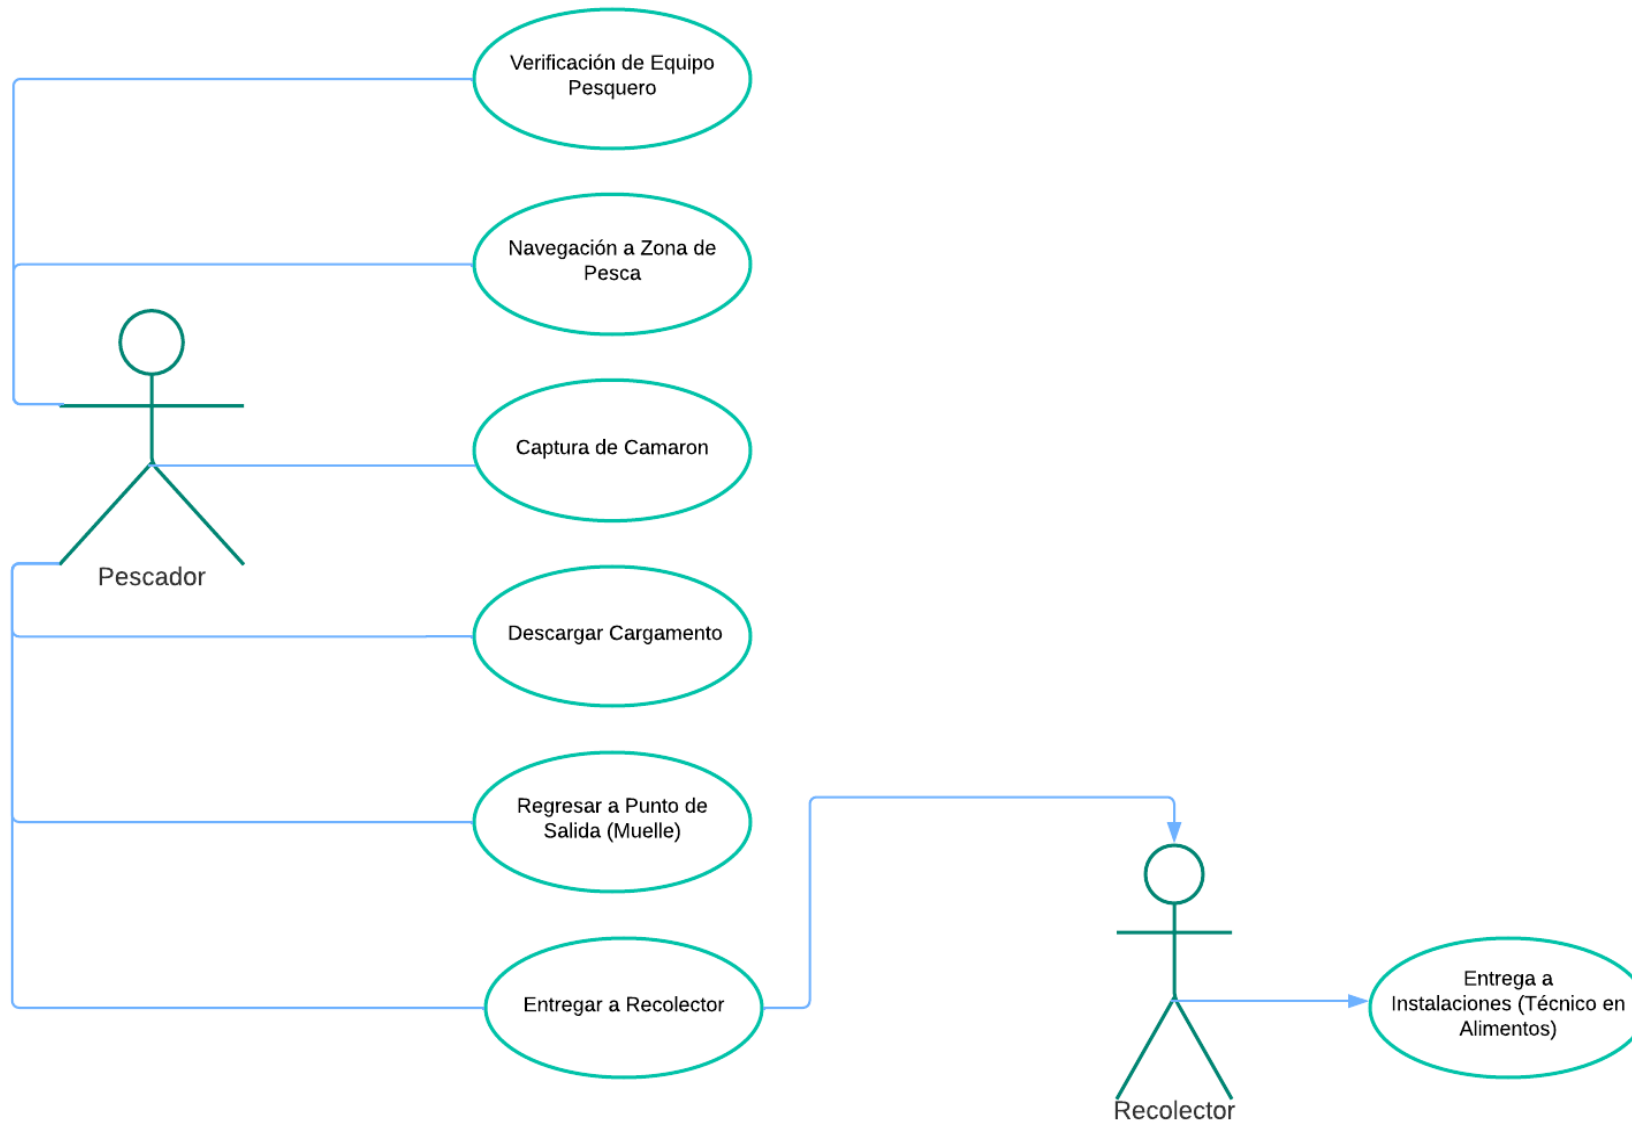 Verificación de Equipo
Pesquero
Navegación a Zona de
Pesca
Captura de Camaron
Pescador
Descargar Cargamento
Regresar a Punto de
Salida (Muelle)
Entregar a Recolector
Entrega a
Instalaciones (Técnico en
Alimentos)
Recolector